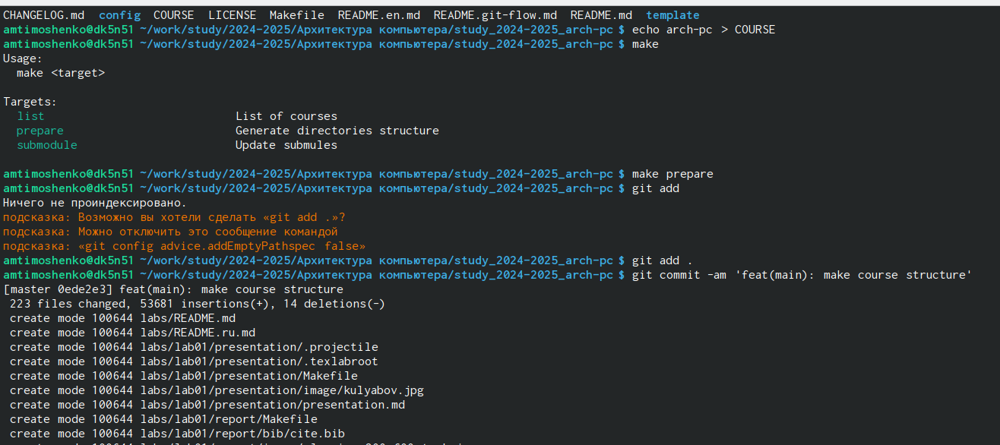 CHANGELOG.md  config  COURSE  LICENSE  Makefile  README.en.md  README.git-flow.md  README.md  template
amtimoshenko@dk5n51 ~/work/study/2024-2025/Архитектура компьютера/study_2024-2025_arch-pc $ echo arch-pc > COURSE
amtimoshenko@dk5n51 ~/work/study/2024-2025/Архитектура компьютера/study_2024-2025_arch-pc $ make
Usage:
  make <target>

Targets:
  list                            List of courses
  prepare                         Generate directories structure
  submodule                       Update submules

amtimoshenko@dk5n51 ~/work/study/2024-2025/Архитектура компьютера/study_2024-2025_arch-pc $ make prepare
amtimoshenko@dk5n51 ~/work/study/2024-2025/Архитектура компьютера/study_2024-2025_arch-pc $ git add
Ничего не проиндексировано.
подсказка: Возможно вы хотели сделать «git add .»?
подсказка: Можно отключить это сообщение командой
подсказка: «git config advice.addEmptyPathspec false»
amtimoshenko@dk5n51 ~/work/study/2024-2025/Архитектура компьютера/study_2024-2025_arch-pc $ git add .
amtimoshenko@dk5n51 ~/work/study/2024-2025/Архитектура компьютера/study_2024-2025_arch-pc $ git commit -am 'feat(main): make course structure'
[master 0ede2e3] feat(main): make course structure
 223 files changed, 53681 insertions(+), 14 deletions(-)
 create mode 100644 labs/README.md
 create mode 100644 labs/README.ru.md
 create mode 100644 labs/lab01/presentation/.projectile
 create mode 100644 labs/lab01/presentation/.texlabroot
 create mode 100644 labs/lab01/presentation/Makefile
 create mode 100644 labs/lab01/presentation/image/kulyabov.jpg
 create mode 100644 labs/lab01/presentation/presentation.md
 create mode 100644 labs/lab01/report/Makefile
 create mode 100644 labs/lab01/report/bib/cite.bib